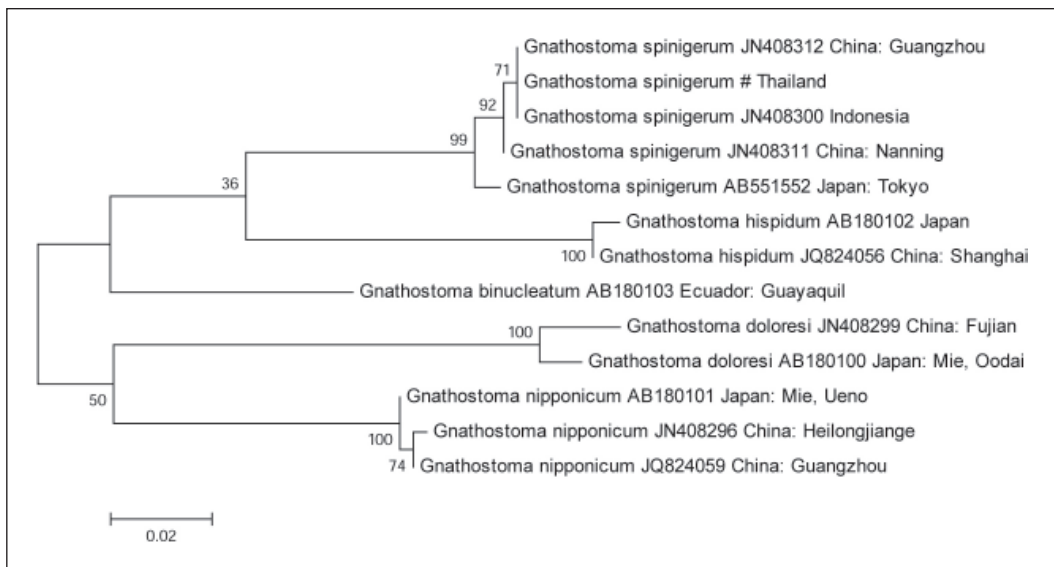 Gnathostoma spinigerum JN408312 China: Guangzhou
71
Gnathostoma spinigerum # Thailand
92
Gnathostoma spinigerum JN408300 Indonesia
99
Gnathostoma spinigerum JN408311 China: Nanning
36
Gnathostoma spinigerum AB551552 Japan: Tokyo
Gnathostoma hispidum AB180102 Japan
100
Gnathostoma hispidum JQ824056 China: Shanghai
Gnathostoma binucleatum AB180103 Ecuador: Guayaquil
100
Gnathostoma doloresi JN408299 China: Fujian
Gnathostoma doloresi AB180100 Japan: Mie, Oodai
50
Gnathostoma nipponicum AB180101 Japan: Mie, Ueno
100
Gnathostoma nipponicum JN408296 China: Heilongjiange
74
Gnathostoma nipponicum JQ824059 China: Guangzhou
0.02